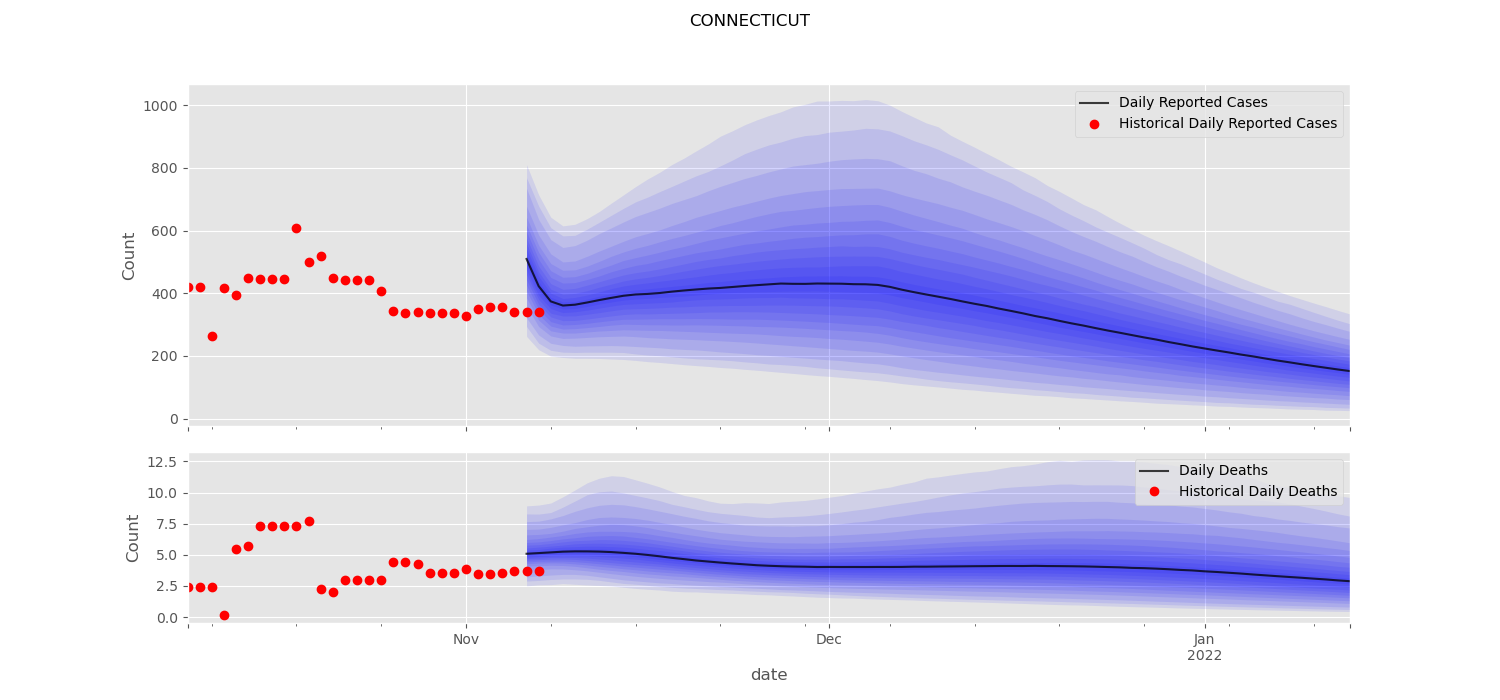 CONNECTICUT
Count
1000
800
600
400
200
0
Daily Reported Cases
Historical Daily Reported Cases
Count
12.5
10.0
7.5
5.0
2.5
0.0
Daily Deaths
Historical Daily Deaths
Nov
Dec
Jan
2022
date